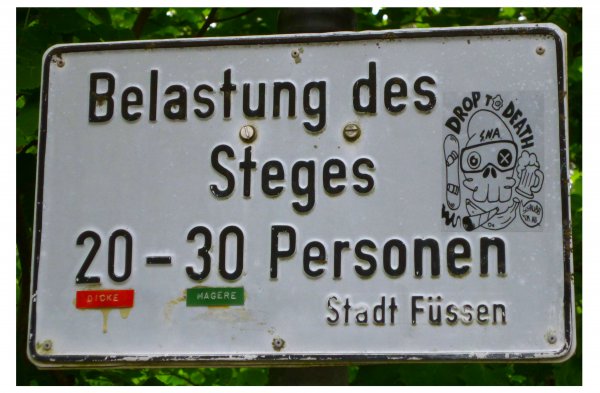 Belastung des
Steges
20 – 30 Personen
DICKE MAGERE
Stadt Füssen
DROP TO DEATH
SNA